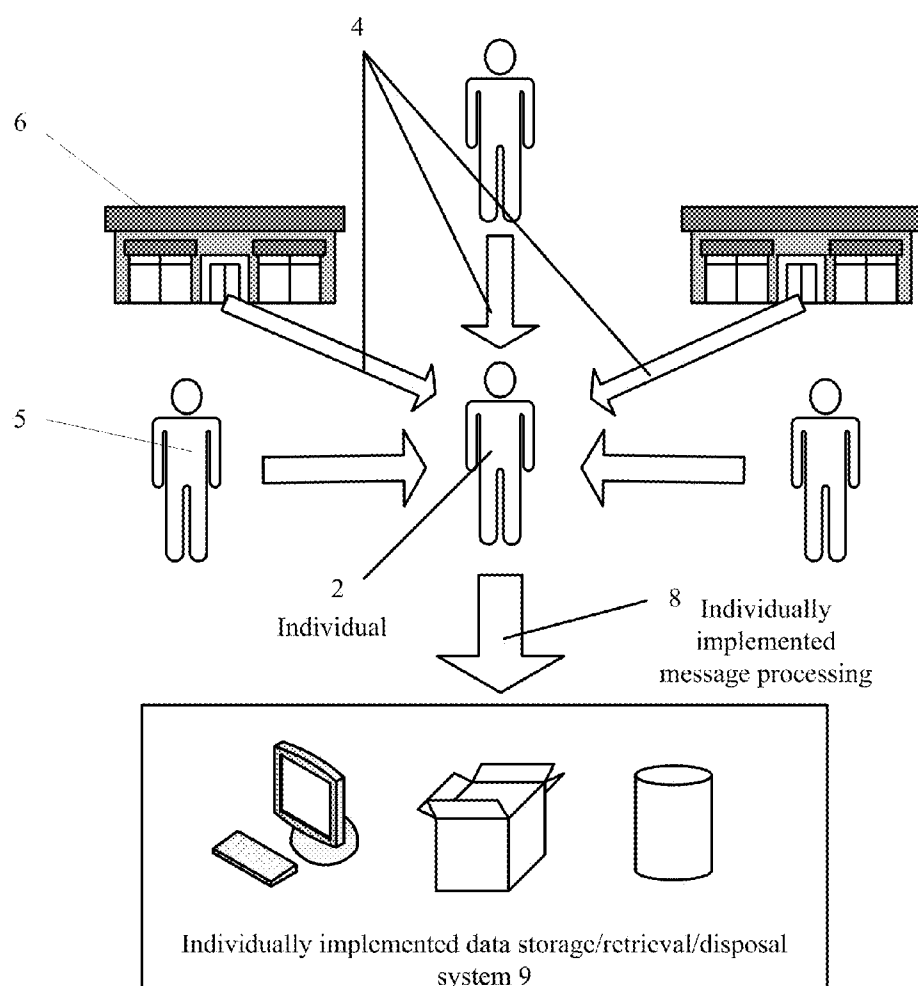 4
6
5
2
Individual
8
Individually
implemented
message processing
Individually implemented data storage/retrieval/disposal
system 9